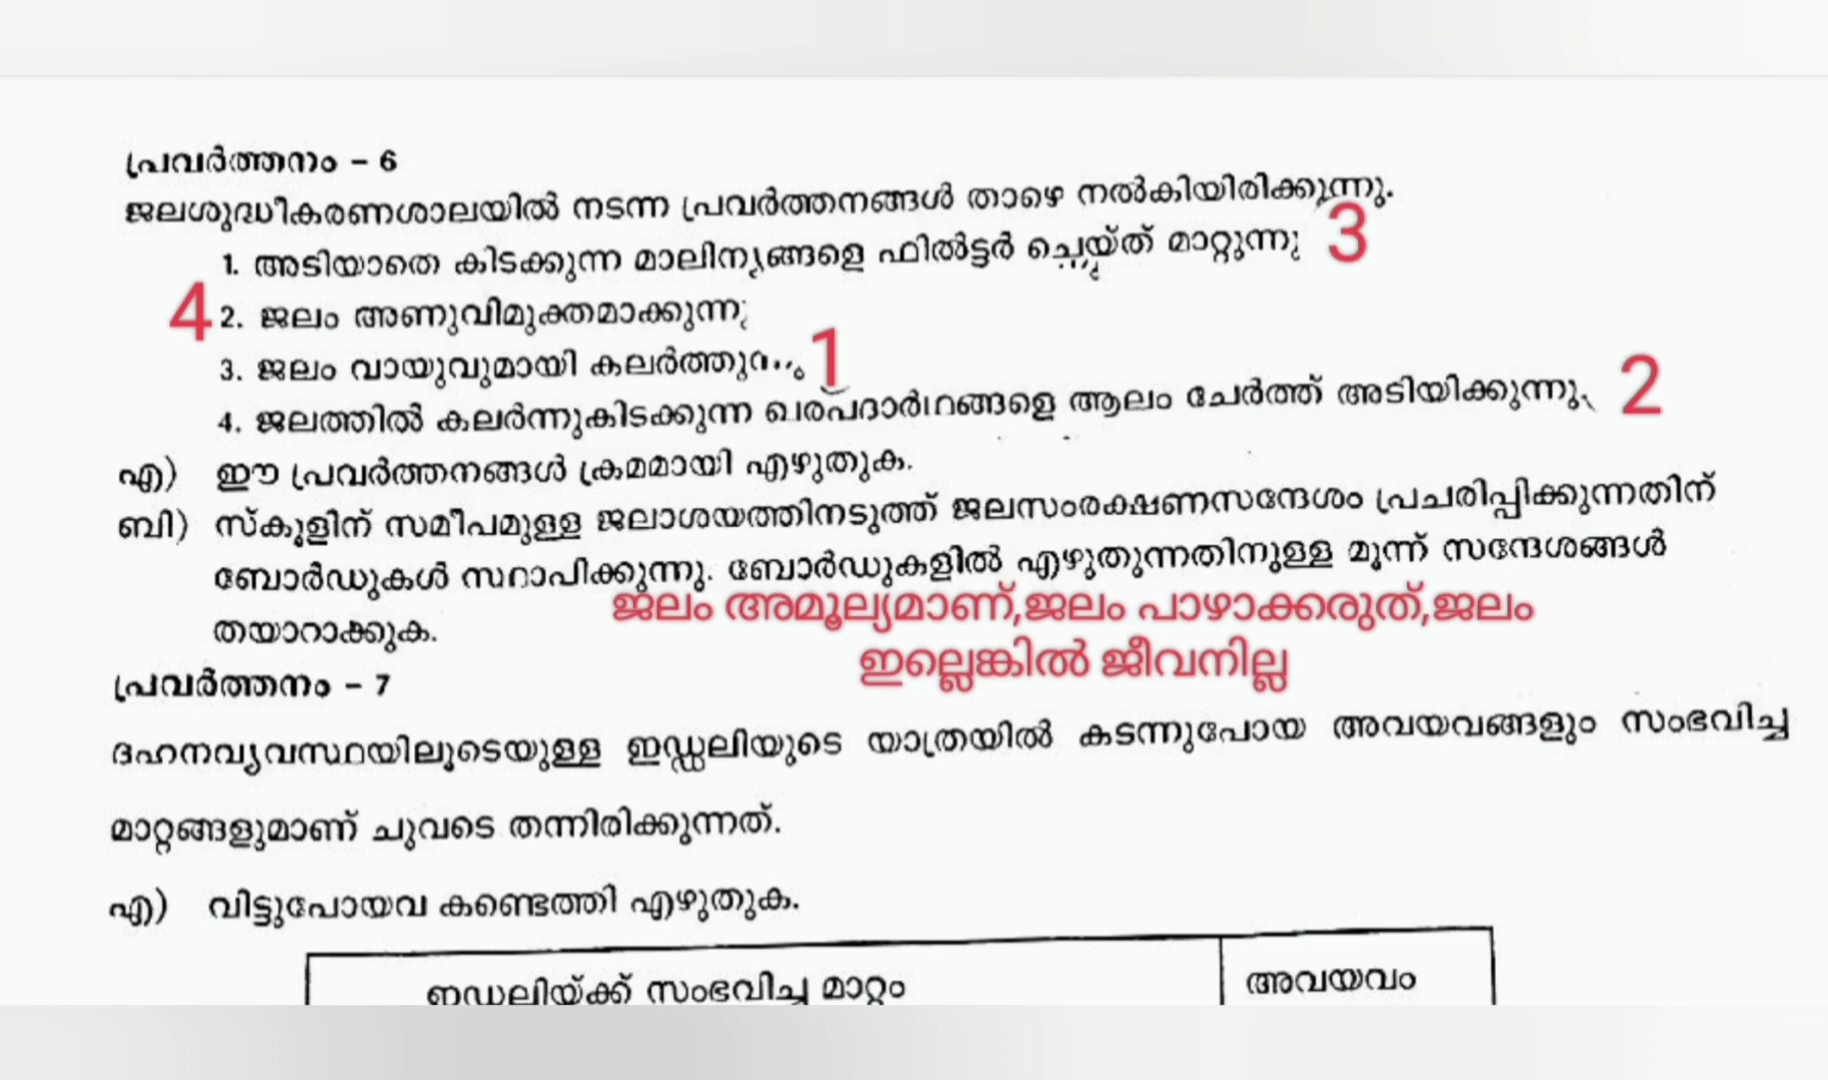 പ്രവർത്തനം – 6
ജലശുദ്ധീകരണശാലയിൽ നടന്ന പ്രവർത്തനങ്ങൾ താഴെ നൽകിയിരിക്കുന്നു.
1. അടിയാതെ കിടക്കുന്ന മാലിന്യങ്ങളെ ഫിൽട്ടർ ചെയ്ത് മാറ്റുന്നു 3
4 2. ജലം അണുവിമുക്തമാക്കുന്നു
3. ജലം വായുവുമായി കലർത്തുന്നു 1
4. ജലത്തിൽ കലർന്നുകിടക്കുന്ന ഖരപദാർഥങ്ങളെ ആലം ചേർത്ത് അടിയിക്കുന്നു. 2
എ) ഈ പ്രവർത്തനങ്ങൾ ക്രമമായി എഴുതുക.
ബി) സ്കൂളിന് സമീപമുള്ള ജലാശയത്തിനടുത്ത് ജലസംരക്ഷണസന്ദേശം പ്രചരിപ്പിക്കുന്നതിന്
ബോർഡുകൾ സ്ഥാപിക്കുന്നു. ബോർഡുകളിൽ എഴുതുന്നതിനുള്ള മൂന്ന് സന്ദേശങ്ങൾ
തയാറാക്കുക.
ജലം അമൂല്യമാണ്,ജലം പാഴാക്കരുത്,ജലം
ഇല്ലെങ്കിൽ ജീവനില്ല
പ്രവർത്തനം – 7
ദഹനവ്യവസ്ഥയിലൂടെയുള്ള ഇഡ്ഡലിയുടെ യാത്രയിൽ കടന്നുപോയ അവയവങ്ങളും സംഭവിച്ച
മാറ്റങ്ങളുമാണ് ചുവടെ തന്നിരിക്കുന്നത്.
എ) വിട്ടുപോയവ കണ്ടെത്തി എഴുതുക.
ഇഡ്ഡലിയ്ക്ക് സംഭവിച്ച മാറ്റം അവയവം